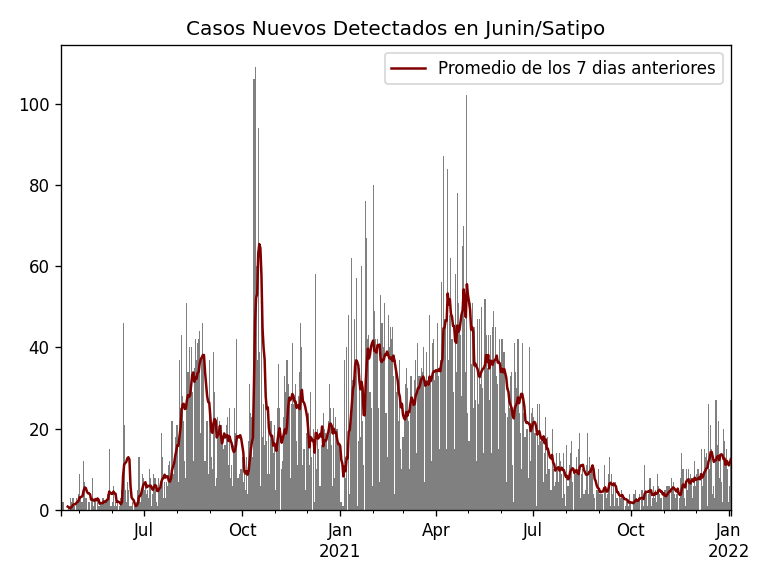 Casos Nuevos Detectados en Junin/Satipo
Promedio de los 7 dias anteriores
100
80
60
40
20
0
Jul Oct Jan Apr Jul Oct Jan
2021 2022